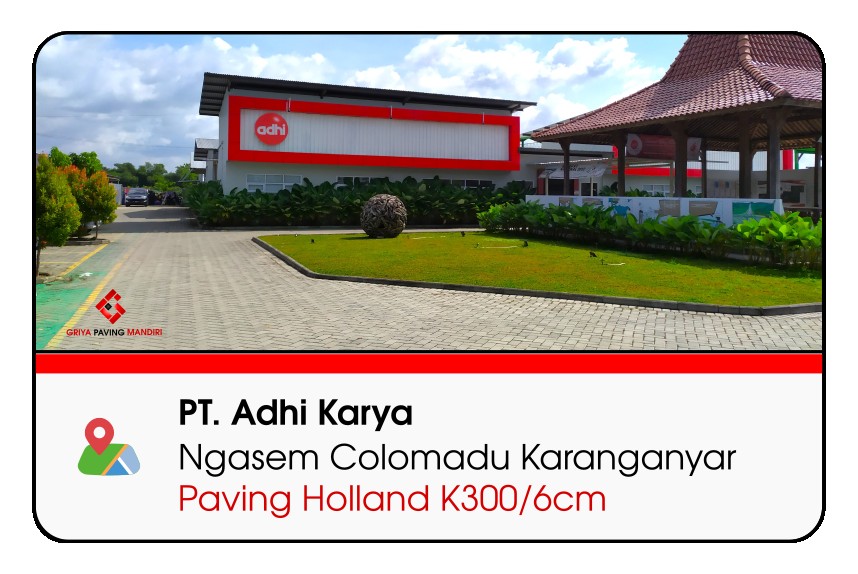 adhi
GRIYA PAVING MANDIRI
PT. Adhi Karya
Ngasem Colomadu Karanganyar
Paving Holland K300/6cm